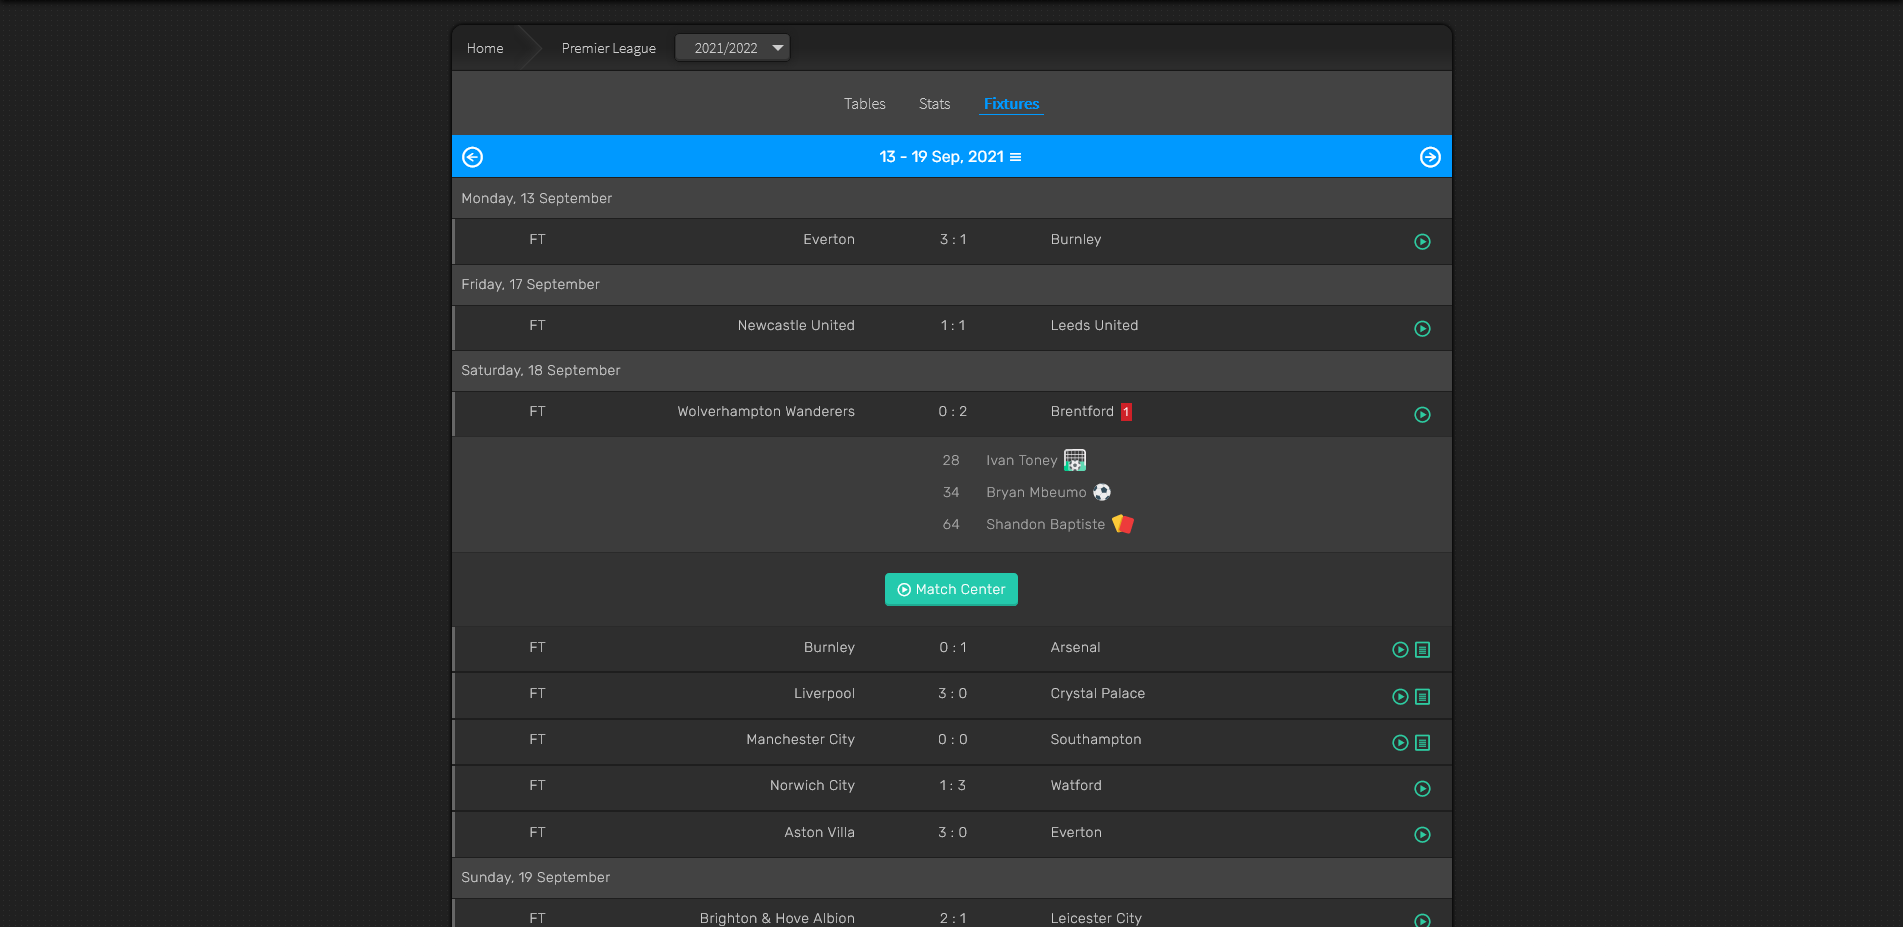 Home Premier League 2021/2022
Tables Stats Fixtures
13 - 19 Sep, 2021
Monday, 13 September
FT Everton 3 : 1 Burnley
Friday, 17 September
FT Newcastle United 1 : 1 Leeds United
Saturday, 18 September
FT Wolverhampton Wanderers 0 : 2 Brentford 1
28 Ivan Toney
34 Bryan Mbeumo
64 Shandon Baptiste
Match Center
FT Burnley 0 : 1 Arsenal
FT Liverpool 3 : 0 Crystal Palace
FT Manchester City 0 : 0 Southampton
FT Norwich City 1 : 3 Watford
FT Aston Villa 3 : 0 Everton
Sunday, 19 September
FT Brighton & Hove Albion 2 : 1 Leicester City